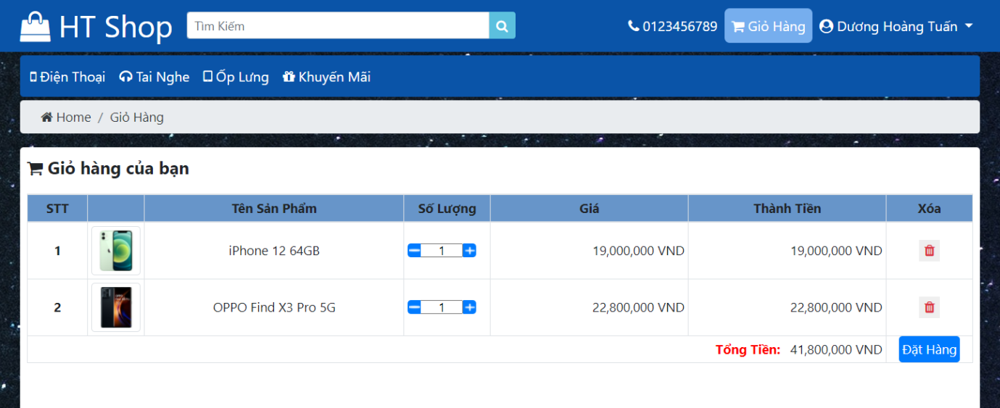 HT Shop Tìm Kiếm 0123456789 Giỏ Hàng Dương Hoàng Tuấn
Điện Thoại Tai Nghe Ốp Lưng Khuyến Mãi
Home / Giỏ Hàng
Giỏ hàng của bạn
STT Tên Sản Phẩm Số Lượng Giá Thành Tiền Xóa
1 iPhone 12 64GB 1 19,000,000 VND 19,000,000 VND
2 OPPO Find X3 Pro 5G 1 22,800,000 VND 22,800,000 VND
Tổng Tiền: 41,800,000 VND Đặt Hàng